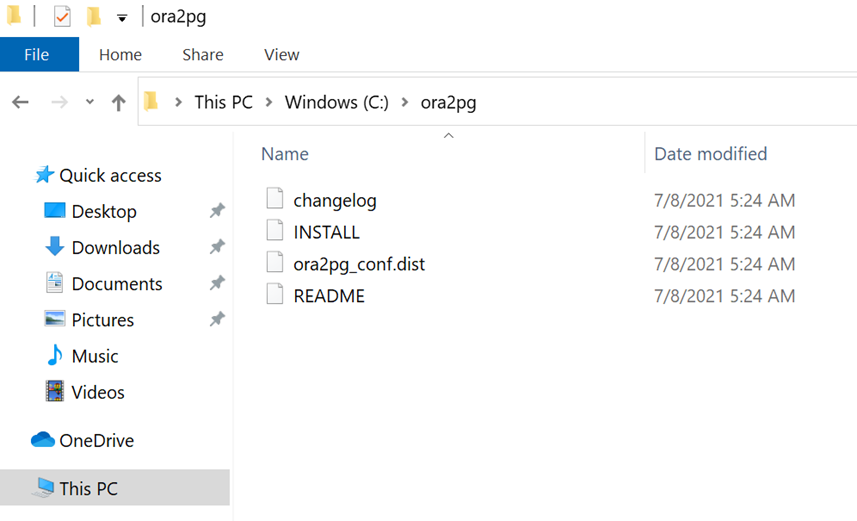 ora2pg
File Home Share View
This PC Windows (C:) ora2pg
Name Date modified
Quick access
Desktop
Downloads
Documents
Pictures
Music
Videos
OneDrive
This PC
changelog 7/8/2021 5:24 AM
INSTALL 7/8/2021 5:24 AM
ora2pg_conf.dist 7/8/2021 5:24 AM
README 7/8/2021 5:24 AM